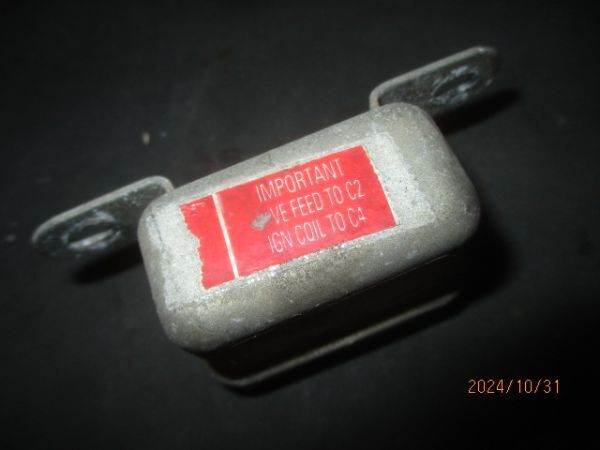 IMPORTANT
VE FEED TO C2
IGN COIL TO C4
2024/10/31